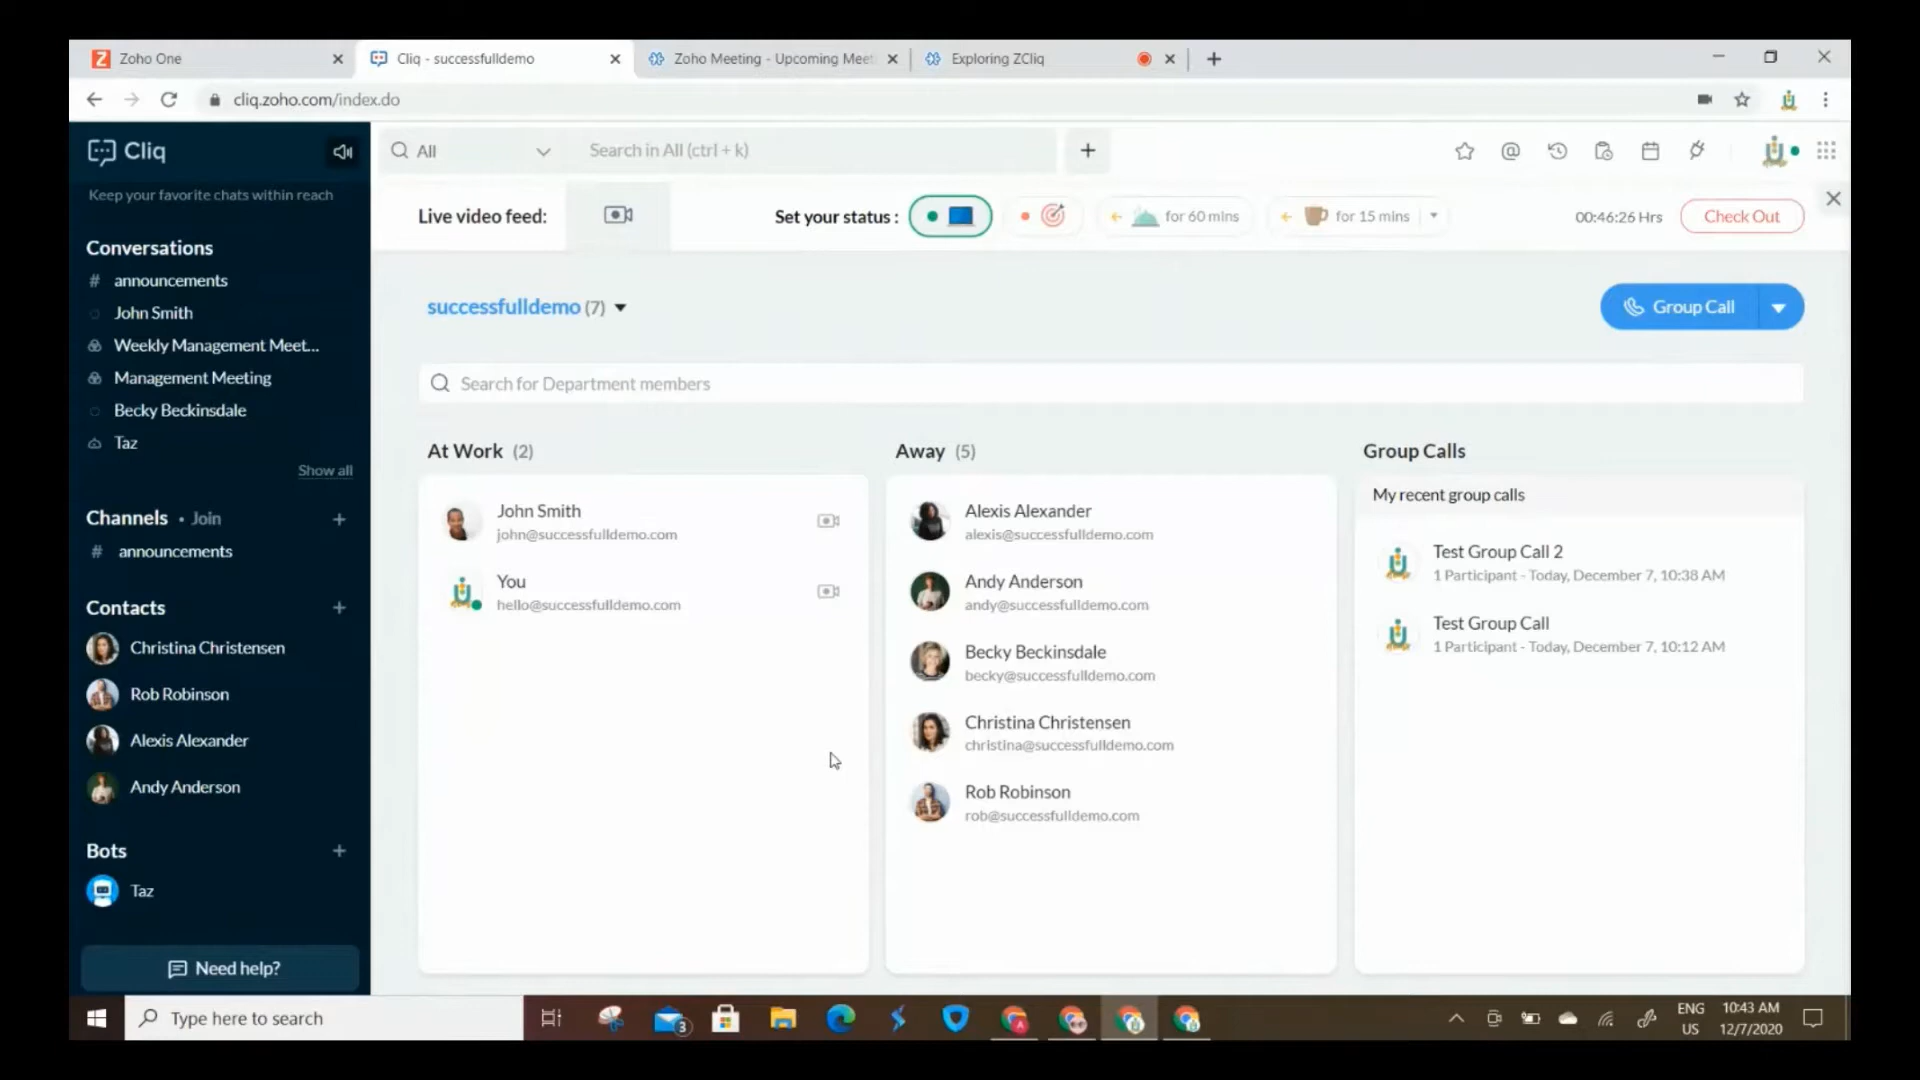 Zoho One
Cliq - successfulldemo
Zoho Meeting - Upcoming Meet
Exploring ZCliq
cliq.zoho.com/index.do
Cliq
All
Search in All (ctrl + k)
Keep your favorite chats within reach
Live video feed:
Set your status :
for 60 mins
for 15 mins
00:46:26 Hrs
Check Out
Conversations
# announcements
John Smith
Weekly Management Meet...
Management Meeting
Becky Beckinsdale
Taz
Show all
Channels • Join
# announcements
Contacts
Christina Christensen
Rob Robinson
Alexis Alexander
Andy Anderson
Bots
Taz
Need help?
successfulldemo (7)
Group Call
Search for Department members
At Work (2)
John Smith
john@successfulldemo.com
You
hello@successfulldemo.com
Away (5)
Alexis Alexander
alexis@successfulldemo.com
Andy Anderson
andy@successfulldemo.com
Becky Beckinsdale
becky@successfulldemo.com
Christina Christensen
christina@successfulldemo.com
Rob Robinson
rob@successfulldemo.com
Group Calls
My recent group calls
Test Group Call 2
1 Participant - Today, December 7, 10:38 AM
Test Group Call
1 Participant - Today, December 7, 10:12 AM
Type here to search
3
ENG
US
10:43 AM
12/7/2020